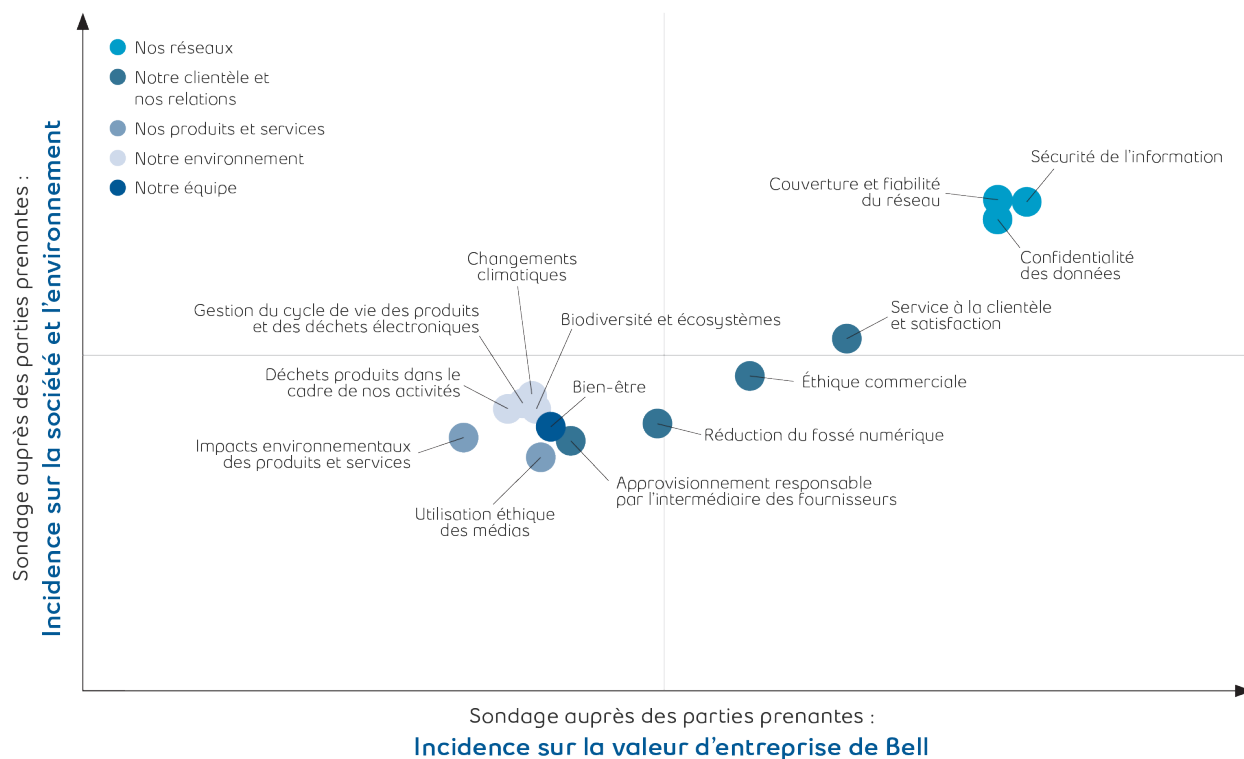 Nos réseaux
Notre clientèle et
nos relations
Nos produits et services
Notre environnement
Notre équipe
Sondage auprès des parties prenantes :
Incidence sur la société et l'environnement
Sécurité de l'information
Couverture et fiabilité
du réseau
Confidentialité
des données
Changements
climatiques
Service à la clientèle
et satisfaction
Gestion du cycle de vie des produits
et des déchets électroniques
Biodiversité et écosystèmes
Déchets produits dans le
cadre de nos activités
Bien-être
Éthique commerciale
Impacts environnementaux
des produits et services
Réduction du fossé numérique
Approvisionnement responsable
par l'intermédiaire des fournisseurs
Utilisation éthique
des médias
Sondage auprès des parties prenantes :
Incidence sur la valeur d'entreprise de Bell